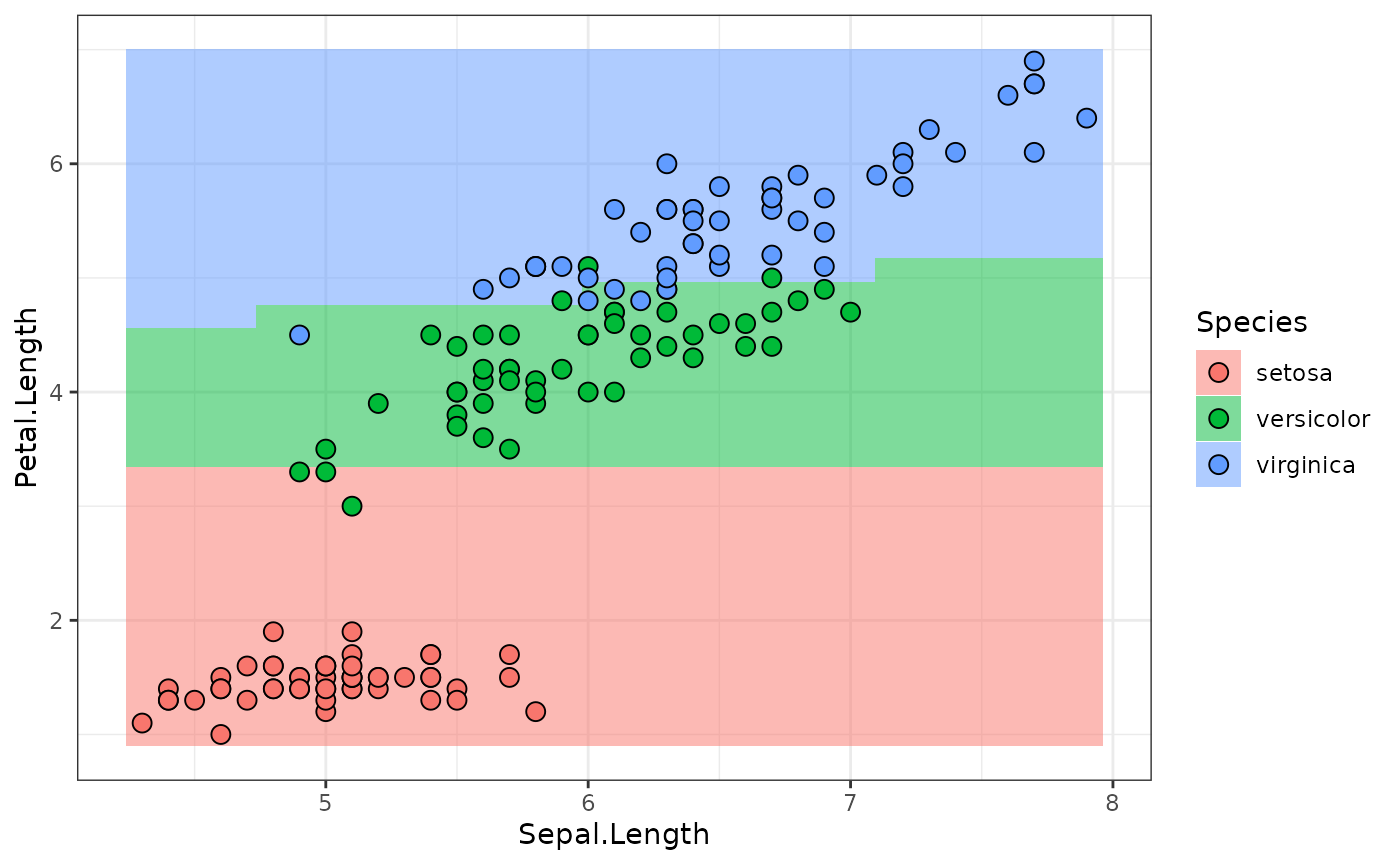 6
4
2
Petal.Length
5 6 7 8
Sepal.Length
Species
setosa
versicolor
virginica